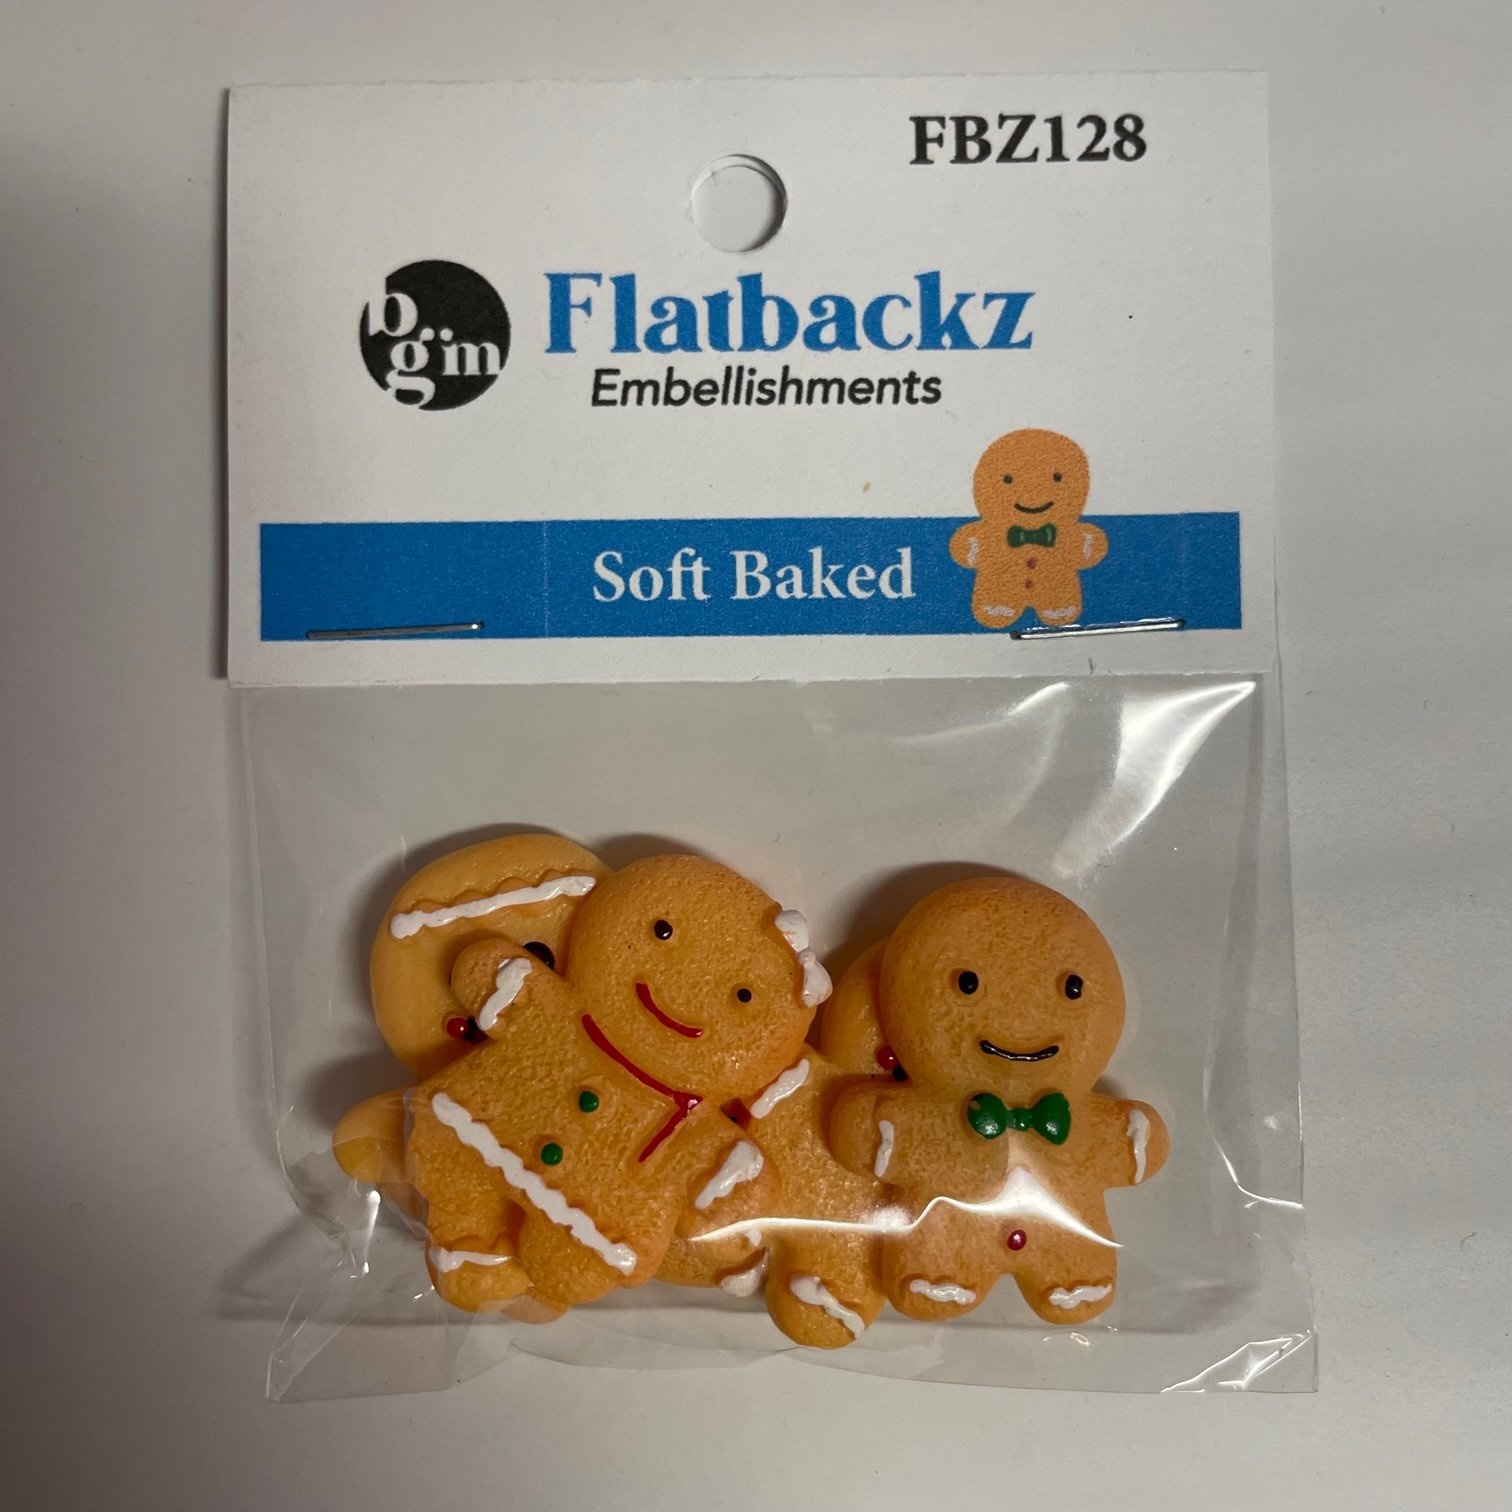 FBZ128
bgm
Flatbackz
Embellishments
Soft Baked